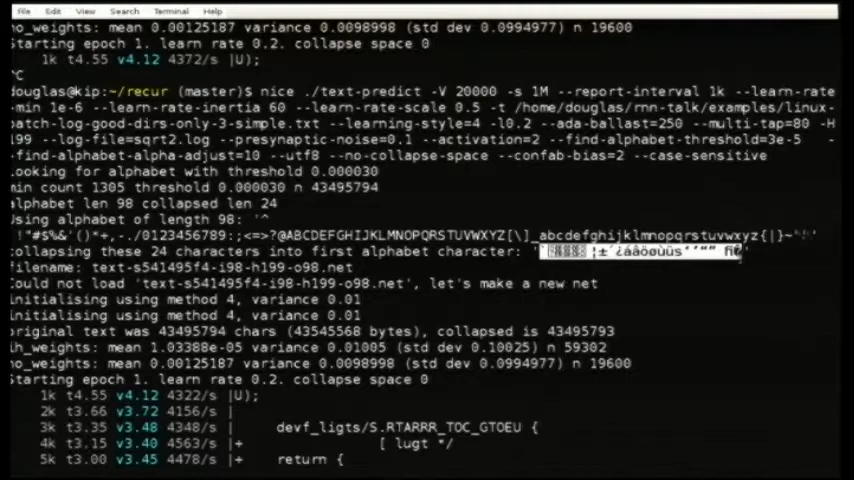 File Edit View Search Terminal Help
ho_weights: mean 0.00125187 variance 0.0098998 (std dev 0.0994977) n 19600
Starting epoch 1. learn rate 0.2. collapse space 0
1k t4.55 v4.12 4372/s |U);
^C
douglas@kip:~/recur (master)$ nice ./text-predict -V 20000 -s 1M --report-interval 1k --learn-rate
-min 1e-6 --learn-rate-inertia 60 --learn-rate-scale 0.5 -t /home/douglas/rnn-talk/examples/linux-
patch-log-good-dirs-only-3-simple.txt --learning-style=4 -l0.2 --ada-ballast=250 --multi-tap=80 -H
199 --log-file=sqrt2.log --presynaptic-noise=0.1 --activation=2 --find-alphabet-threshold=3e-5 -
-find-alphabet-alpha-adjust=10 --utf8 --no-collapse-space --confab-bias=2 --case-sensitive
Looking for alphabet with threshold 0.000030
min count 1305 threshold 0.000030 n 43495794
alphabet len 98 collapsed len 24
Using alphabet of length 98: '^
!"#$%&'()*+,-./0123456789:;<=>?@ABCDEFGHIJKLMNOPQRSTUVWXYZ[\]_abcdefghijklmnopqrstuvwxyz{|}~
collapsing these 24 characters into first alphabet character:
filename: text-s541495f4-i98-h199-o98.net
Could not load 'text-s541495f4-i98-h199-o98.net', let's make a new net
initialising using method 4, variance 0.01
initialising using method 4, variance 0.01
original text was 43495794 chars (43545568 bytes), collapsed is 43495793
ih_weights: mean 1.03388e-05 variance 0.01005 (std dev 0.10025) n 59302
ho_weights: mean 0.00125187 variance 0.0098998 (std dev 0.0994977) n 19600
Starting epoch 1. learn rate 0.2. collapse space 0
1k t4.55 v4.12 4322/s |U);
2k t3.66 v3.72 4156/s |
3k t3.35 v3.48 4348/s | devf_ligts/S.RTARRR_TOC_GTOEU {
4k t3.15 v3.40 4563/s |+ [ lugt */
5k t3.00 v3.45 4478/s |+ return {